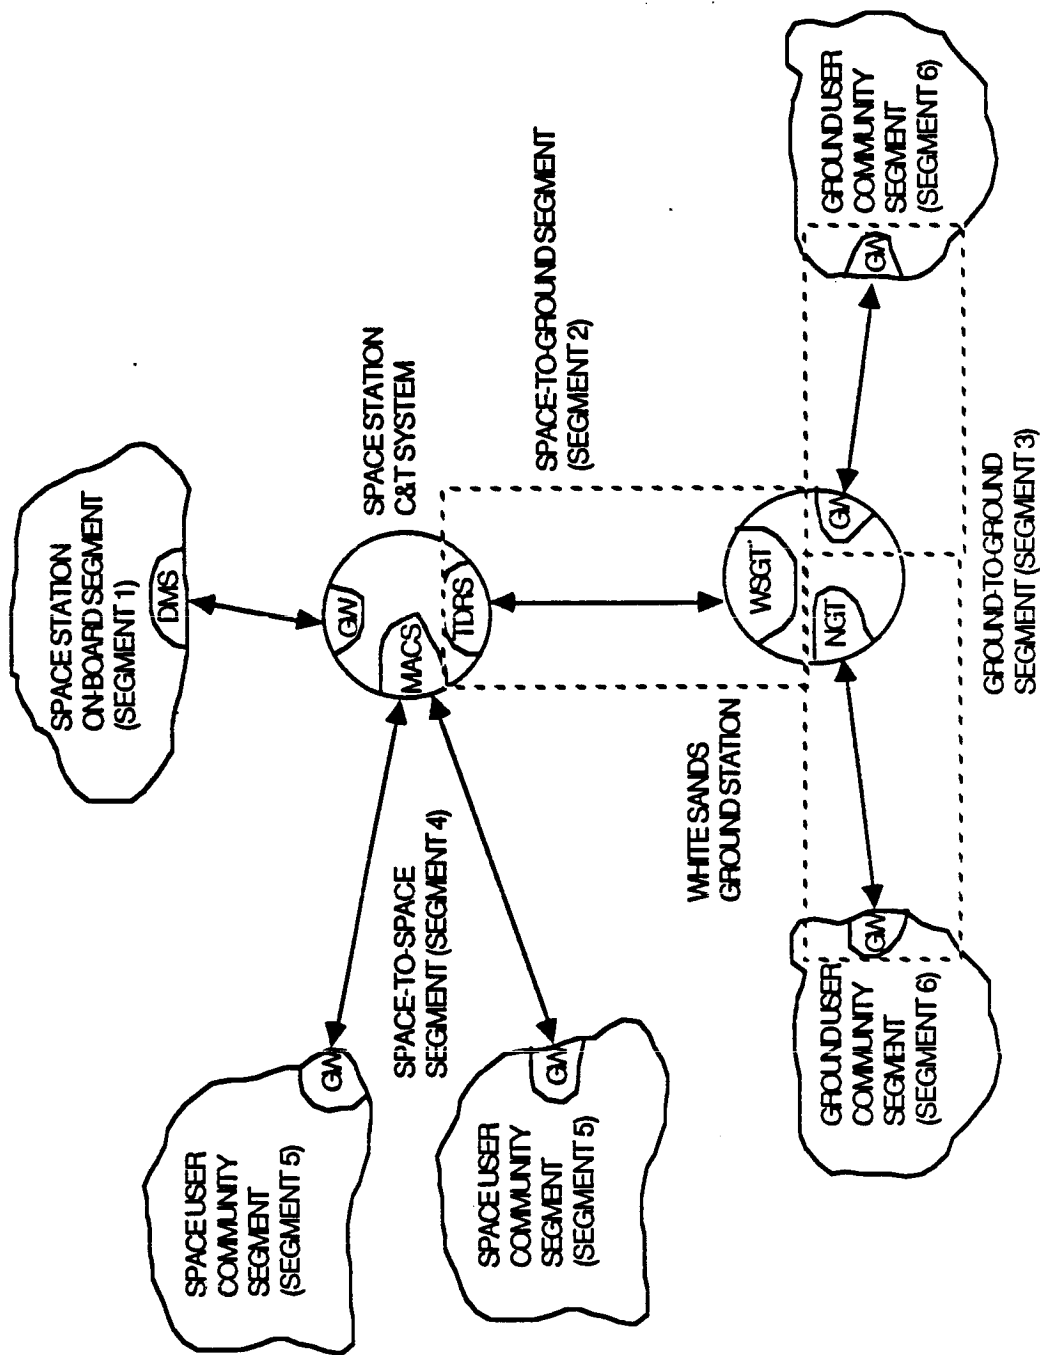 SPACE STATION
ON-BOARD SEGMENT
(SEGMENT 1)
DMS
SPACE USER
COMMUNITY
SEGMENT
(SEGMENT 5)
GW
SPACE-TO-SPACE
SEGMENT (SEGMENT 4)
SPACE USER
COMMUNITY
SEGMENT
(SEGMENT 5)
GW
GW
MACS
TDRS
SPACE STATION
C&T SYSTEM
SPACE-TO-GROUND SEGMENT
(SEGMENT 2)
WHITE SANDS
GROUND STATION
WSGT
NGT
GW
GROUND USER
COMMUNITY
SEGMENT
(SEGMENT 6)
GW
GW
GROUND USER
COMMUNITY
SEGMENT
(SEGMENT 6)
GROUND-TO-GROUND
SEGMENT (SEGMENT 3)